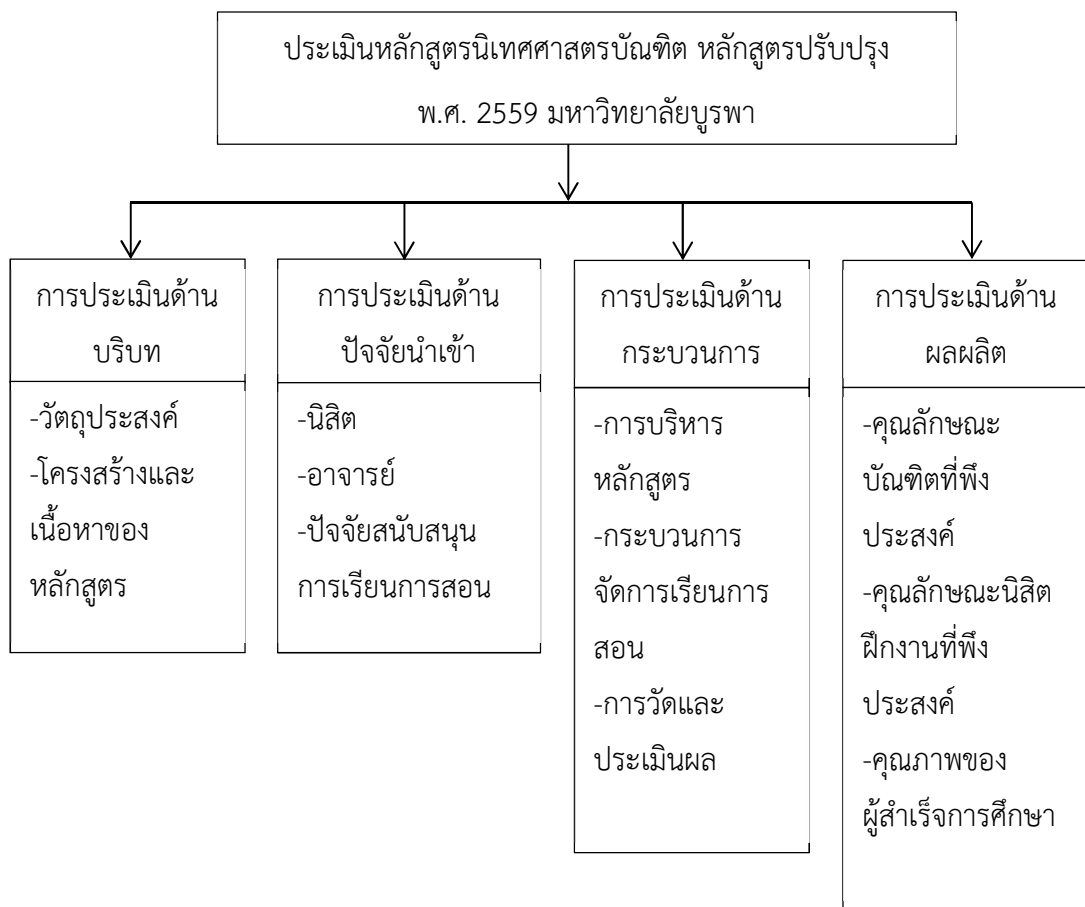 ประเมินหลักสูตรนิเทศศาสตรบัณฑิต หลักสูตรปรับปรุง
พ.ศ. 2559 มหาวิทยาลัยบูรพา
การประเมินด้าน
บริบท
-วัตถุประสงค์
-โครงสร้างและ
เนื้อหาของ
หลักสูตร
การประเมินด้าน
ปัจจัยนำเข้า
-นิสิต
-อาจารย์
-ปัจจัยสนับสนุน
การเรียนการสอน
การประเมินด้าน
กระบวนการ
-การบริหาร
หลักสูตร
-กระบวนการ
จัดการเรียนการ
สอน
-การวัดและ
ประเมินผล
การประเมินด้าน
ผลผลิต
-คุณลักษณะ
บัณฑิตที่พึง
ประสงค์
-คุณลักษณะนิสิต
ฝึกงานที่พึง
ประสงค์
-คุณภาพของ
ผู้สำเร็จการศึกษา